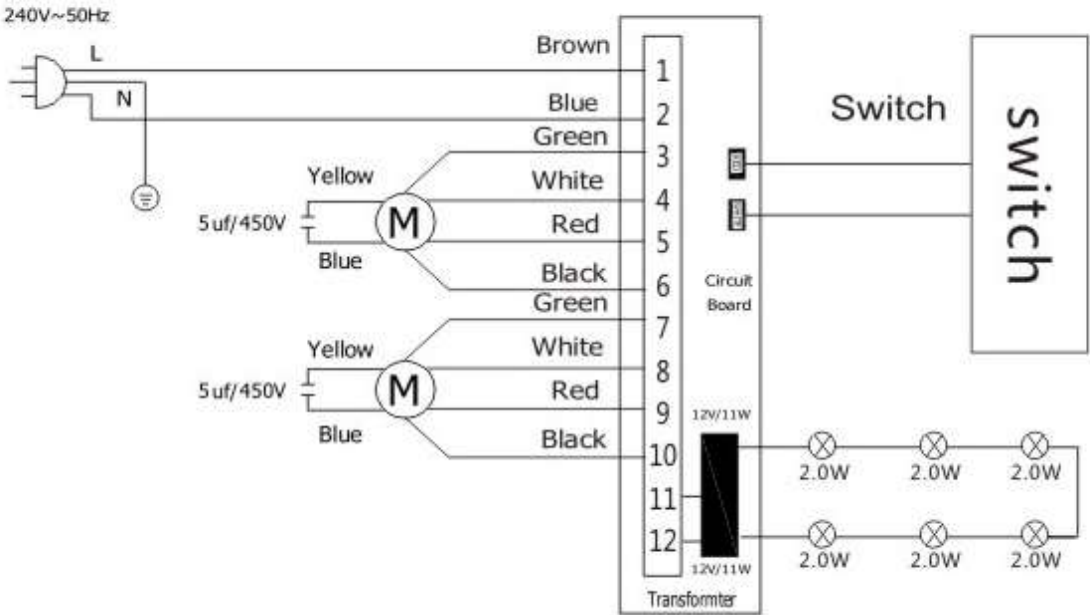 240V~50Hz
L
N
Brown
1
Blue
2
Green
3
White
4
Red
5
Black
6
Yellow
5uf/450V
M
Blue
Green
7
White
8
Red
9
Black
10
Yellow
5uf/450V
M
Blue
11
12
Switch
switch
Circuit
Board
12V/11W
12V/11W
Transformter
2.0W
2.0W
2.0W
2.0W
2.0W
2.0W